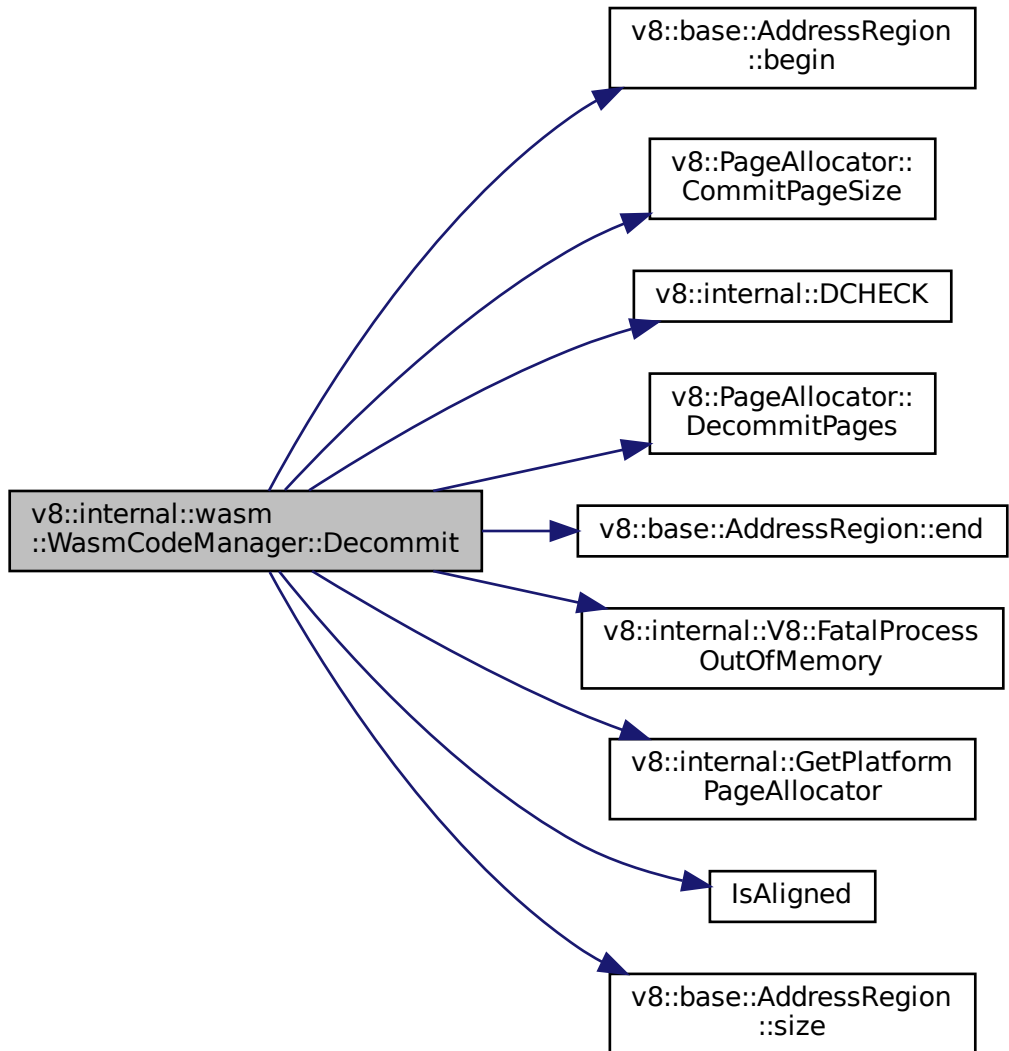 v8::base::AddressRegion
::begin
v8::PageAllocator::
CommitPageSize
v8::internal::DCHECK
v8::PageAllocator::
DecommitPages
v8::internal::wasm
::WasmCodeManager::Decommit
v8::base::AddressRegion::end
v8::internal::V8::FatalProcess
OutOfMemory
v8::internal::GetPlatform
PageAllocator
IsAligned
v8::base::AddressRegion
::size